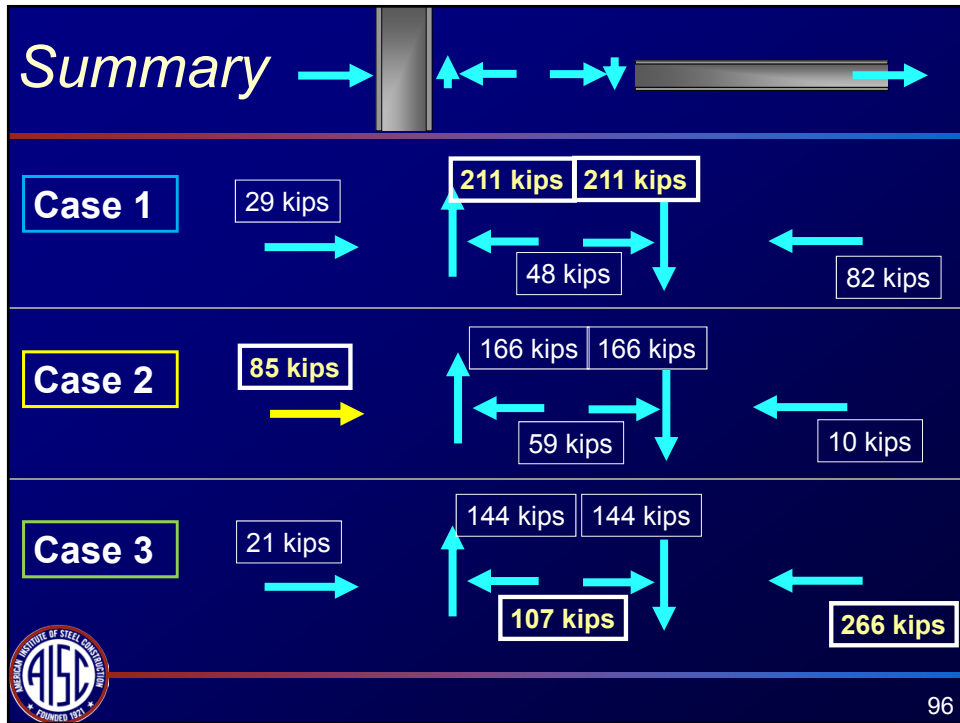 Summary
Case 1
29 kips
211 kips
211 kips
48 kips
82 kips
Case 2
85 kips
166 kips
166 kips
59 kips
10 kips
Case 3
21 kips
144 kips
144 kips
107 kips
266 kips
AMERICAN INSTITUTE OF STEEL CONSTRUCTION
AISC
FOUNDED 1921
96